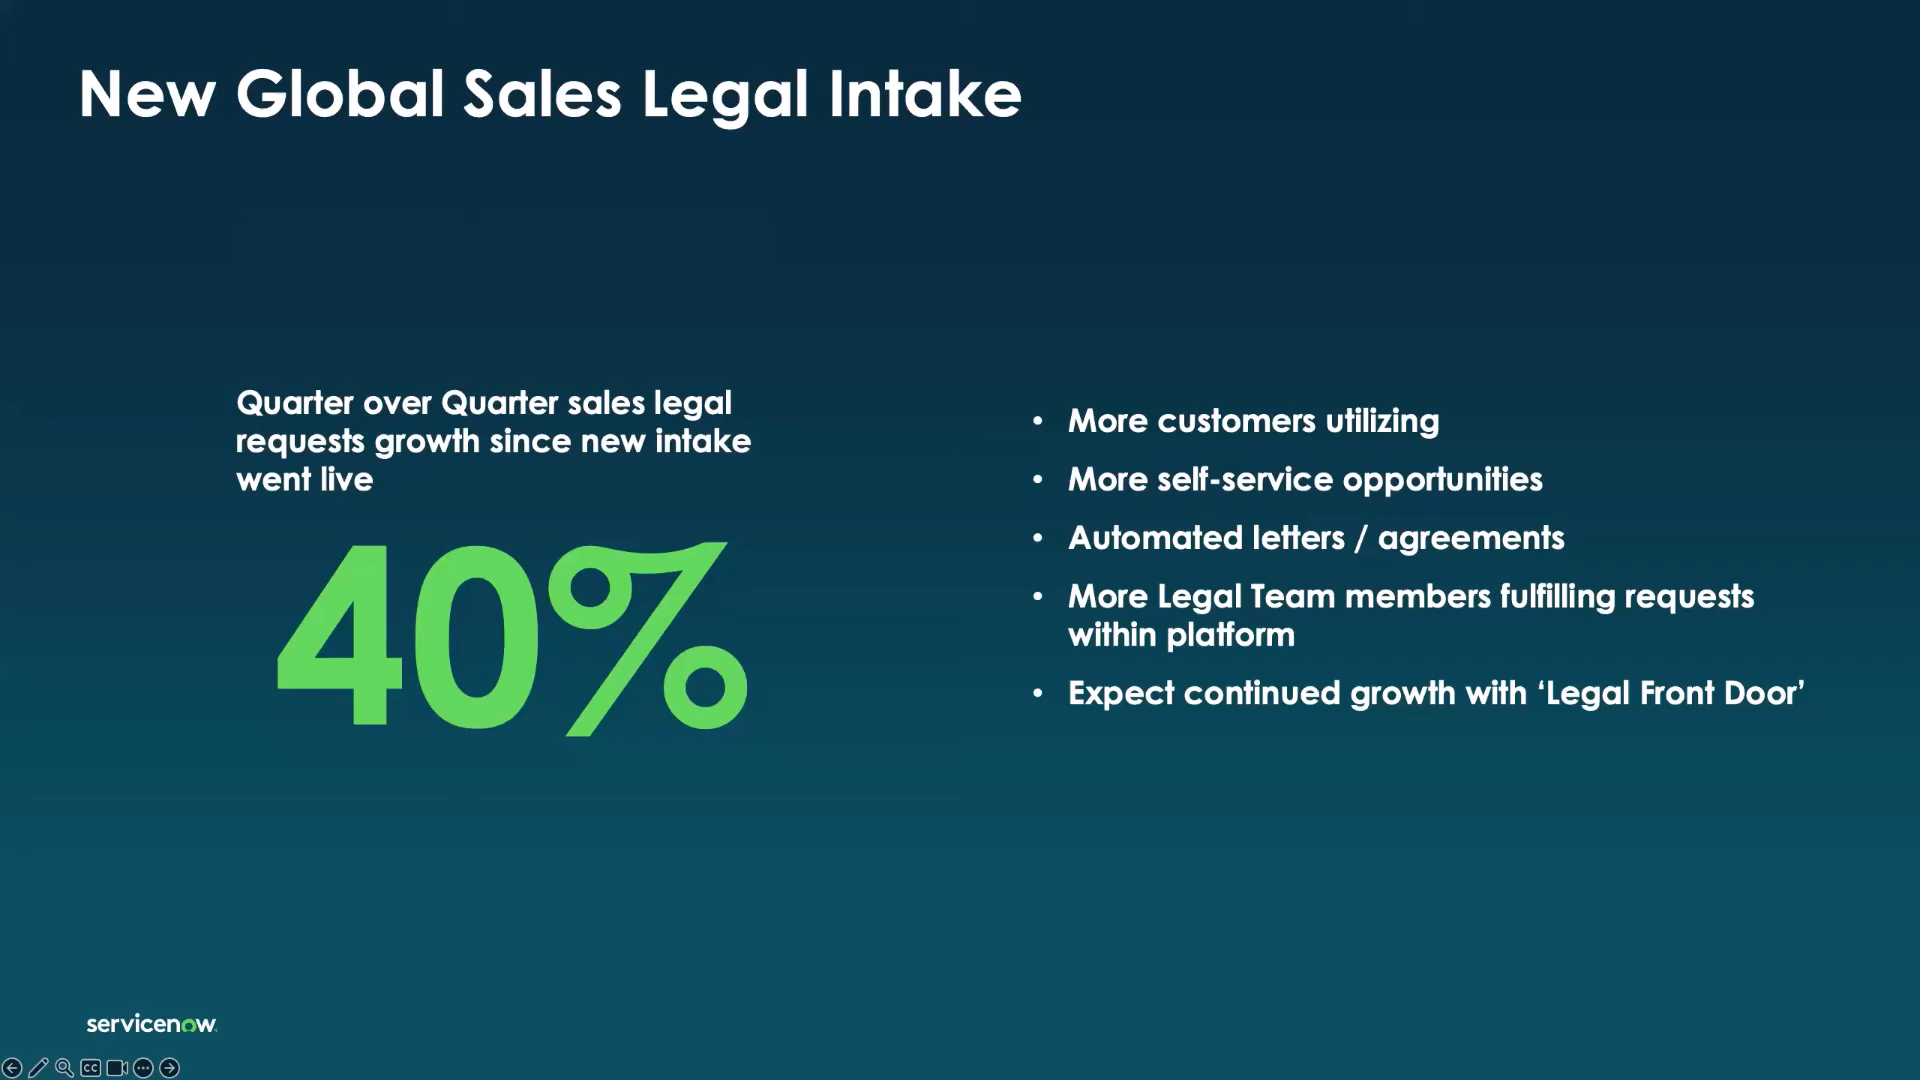 New Global Sales Legal Intake
Quarter over Quarter sales legal
requests growth since new intake
went live
40%
• More customers utilizing
• More self-service opportunities
• Automated letters / agreements
• More Legal Team members fulfilling requests
within platform
• Expect continued growth with ‘Legal Front Door’
servicenow
CC